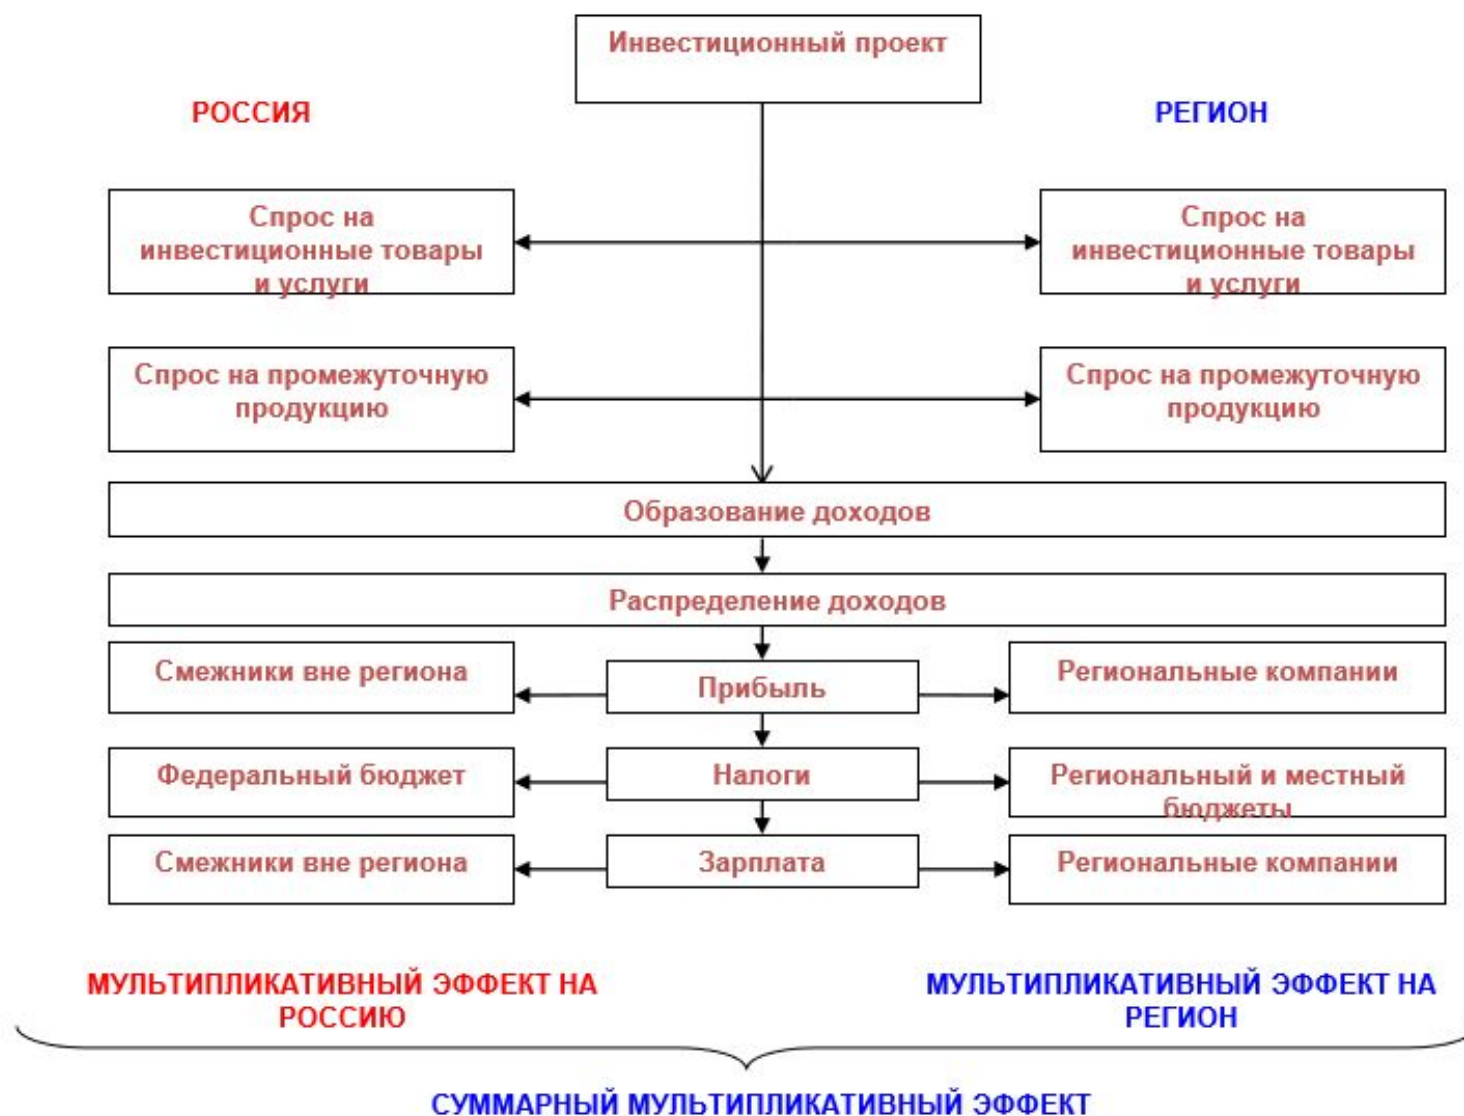 Инвестиционный проект
РОССИЯ
РЕГИОН
Спрос на
инвестиционные товары
и услуги
Спрос на
инвестиционные товары
и услуги
Спрос на промежуточную
продукцию
Спрос на промежуточную
продукцию
Образование доходов
Распределение доходов
Смежники вне региона
Прибыль
Региональные компании
Федеральный бюджет
Налоги
Региональный и местный
бюджеты
Смежники вне региона
Зарплата
Региональные компании
МУЛЬТИПЛИКАТИВНЫЙ ЭФФЕКТ НА
РОССИЮ
МУЛЬТИПЛИКАТИВНЫЙ ЭФФЕКТ НА
РЕГИОН
СУММАРНЫЙ МУЛЬТИПЛИКАТИВНЫЙ ЭФФЕКТ